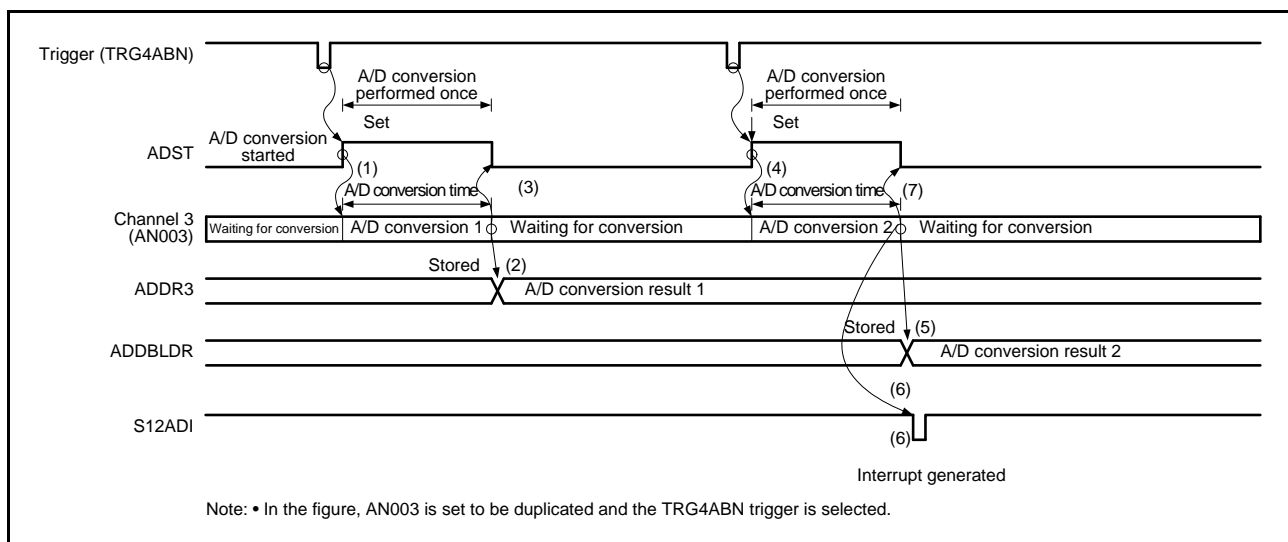 Trigger (TRG4ABN)
A/D conversion
performed once
A/D conversion
performed once
Set
Set
A/D conversion
started
ADST
(1)
(3)
(4)
(7)
A/D conversion time
A/D conversion time
Channel 3
(AN003)
Waiting for conversion
A/D conversion 1
Waiting for conversion
A/D conversion 2
Waiting for conversion
Stored
(2)
ADDR3
A/D conversion result 1
Stored
(5)
ADDBLDR
A/D conversion result 2
(6)
S12ADI
(6)
Interrupt generated
Note: • In the figure, AN003 is set to be duplicated and the TRG4ABN trigger is selected.